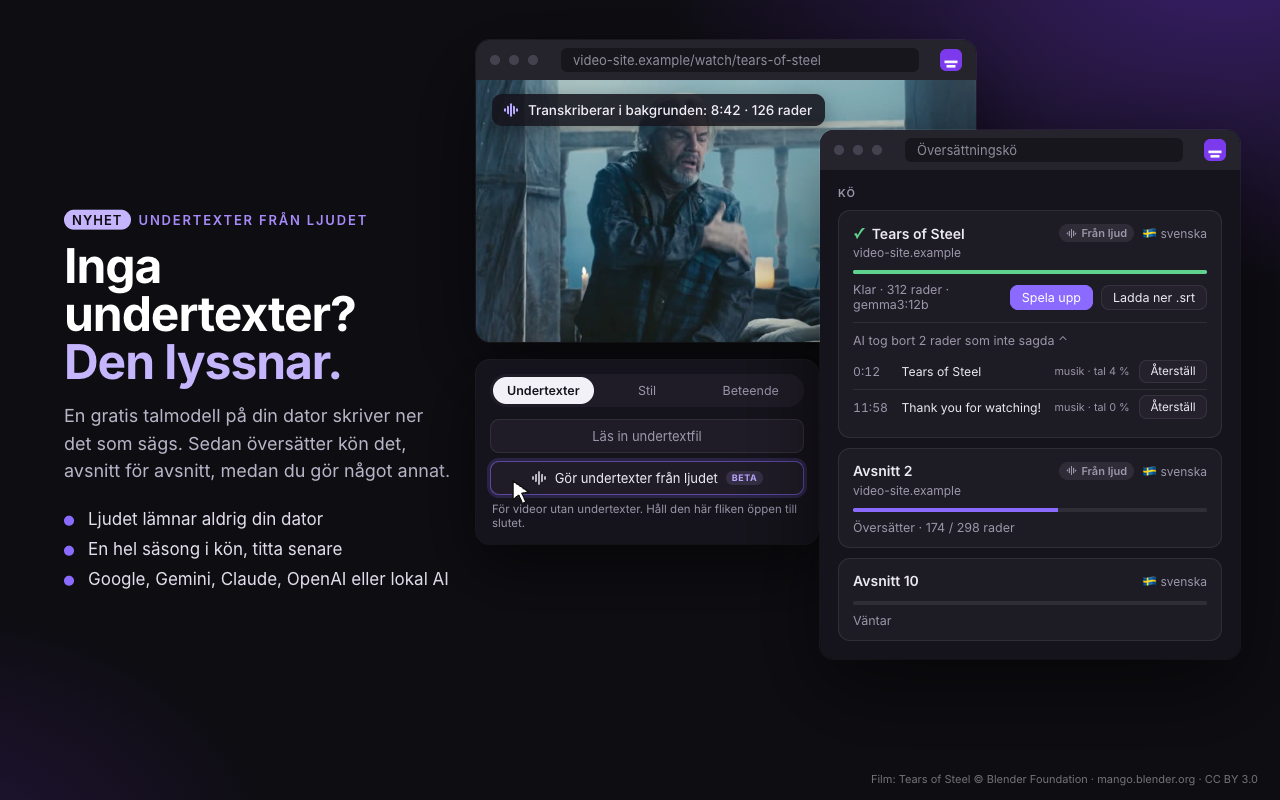 NYHET UNDERTEXTER FRÅN LJUDET
Inga
undertexter?
Den lyssnar.
En gratis talmodell på din dator skriver ner
det som sägs. Sedan översätter kön det,
avsnitt för avsnitt, medan du gör något annat.
Ljudet lämnar aldrig din dator
En hel säsong i kön, titta senare
Google, Gemini, Claude, OpenAI eller lokal AI
video-site.example/watch/tears-of-steel
Transkriberar i bakgrunden: 8:42 · 126 rader
Undertexter Stil Beteende
Läs in undertextfil
Gör undertexter från ljudet BETA
För videor utan undertexter. Håll den här fliken öppen till
slutet.
Översättningskö
KÖ
✓ Tears of Steel Från ljud svenska
video-site.example
Klar · 312 rader ·
gemma3:12b
Spela upp Ladda ner .srt
AI tog bort 2 rader som inte sagda ^
0:12 Tears of Steel musik · tal 4 % Återställ
11:58 Thank you for watching! musik · tal 0 % Återställ
Avsnitt 2 Från ljud svenska
video-site.example
Översätter · 174 / 298 rader
Avsnitt 10 svenska
Väntar
Film: Tears of Steel © Blender Foundation · mango.blender.org · CC BY 3.0